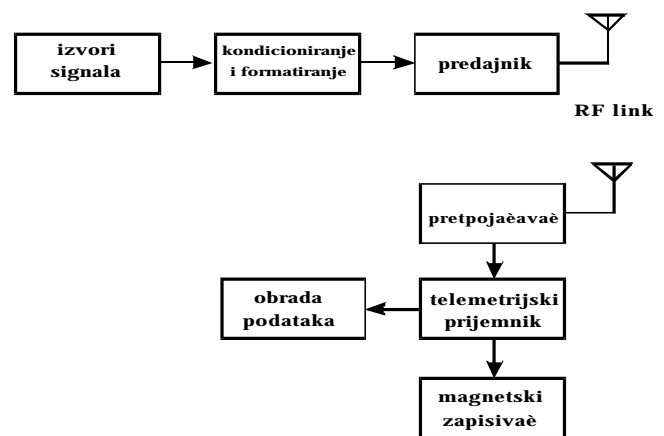 izvori
signala
kondicioniranje
i formatiranje
predajnik
RF link
pretpojaèavaè
obrada
podataka
telemetrijski
prijemnik
magnetski
zapisivaè